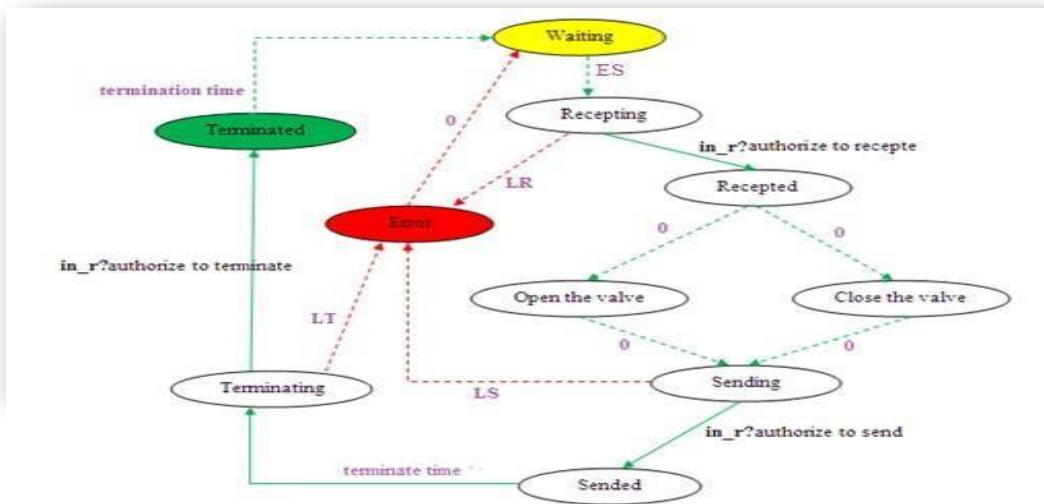 Waiting
ES
termination time
Recepting
0
Terminated
in_r?authorize to recepte
LR
Recepted
Error
0
0
in_r?authorize to terminate
Open the valve
Close the valve
LT
0
0
Terminating
Sending
LS
in_r?authorize to send
terminate time
Sended